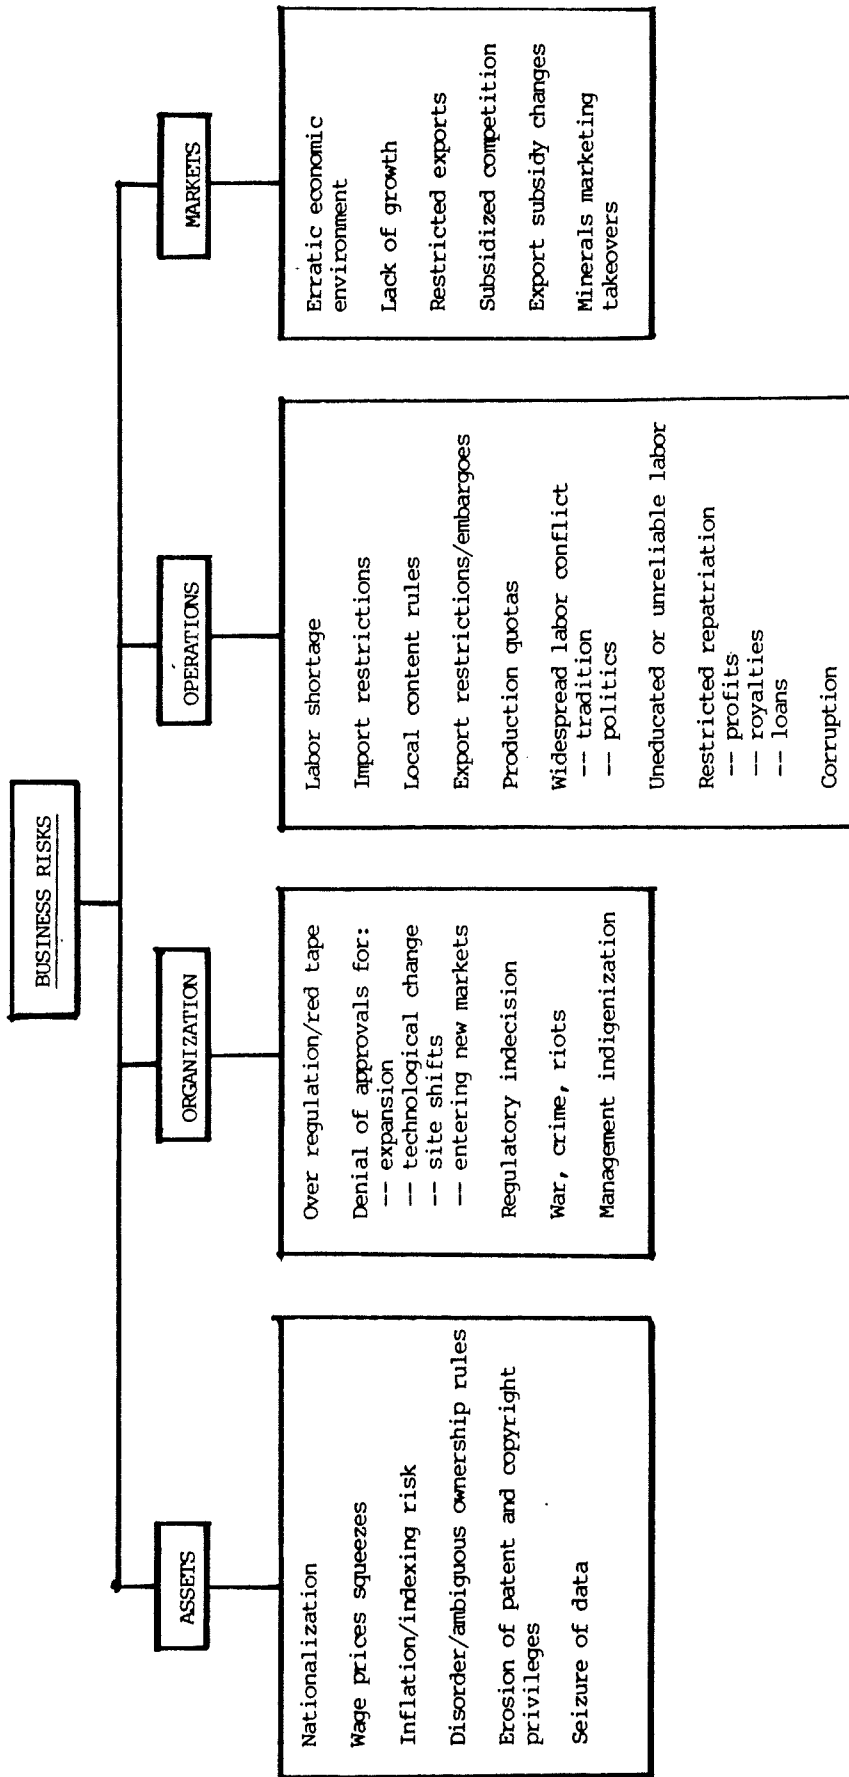 BUSINESS RISKS
ASSETS
Nationalization
Wage prices squeezes
Inflation/indexing risk
Disorder/ambiguous ownership rules
Erosion of patent and copyright
privileges
Seizure of data
ORGANIZATION
Over regulation/red tape
Denial of approvals for:
-- expansion
-- technological change
-- site shifts
-- entering new markets
Regulatory indecision
War, crime, riots
Management indigenization
OPERATIONS
Labor shortage
Import restrictions
Local content rules
Export restrictions/embargoes
Production quotas
Widespread labor conflict
-- tradition
-- politics
Uneducated or unreliable labor
Restricted repatriation
-- profits
-- royalties
-- loans
Corruption
MARKETS
Erratic economic
environment
Lack of growth
Restricted exports
Subsidized competition
Export subsidy changes
Minerals marketing
takeovers